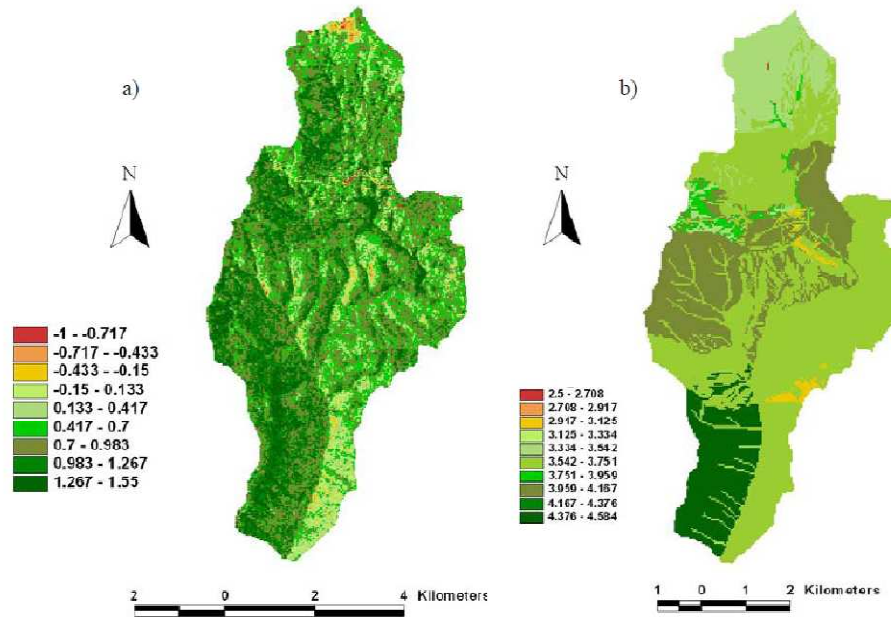 a)
N
-1 - -0.717
-0.717 - -0.433
-0.433 - -0.15
-0.15 - 0.133
0.133 - 0.417
0.417 - 0.7
0.7 - 0.983
0.983 - 1.267
1.267 - 1.55
2 0 2 4 Kilometers
b)
N
2.5 - 2.708
2.708 - 2.917
2.917 - 3.125
3.125 - 3.334
3.334 - 3.542
3.542 - 3.751
3.751 - 3.959
3.959 - 4.167
4.167 - 4.376
4.376 - 4.584
1 0 1 2 Kilometers